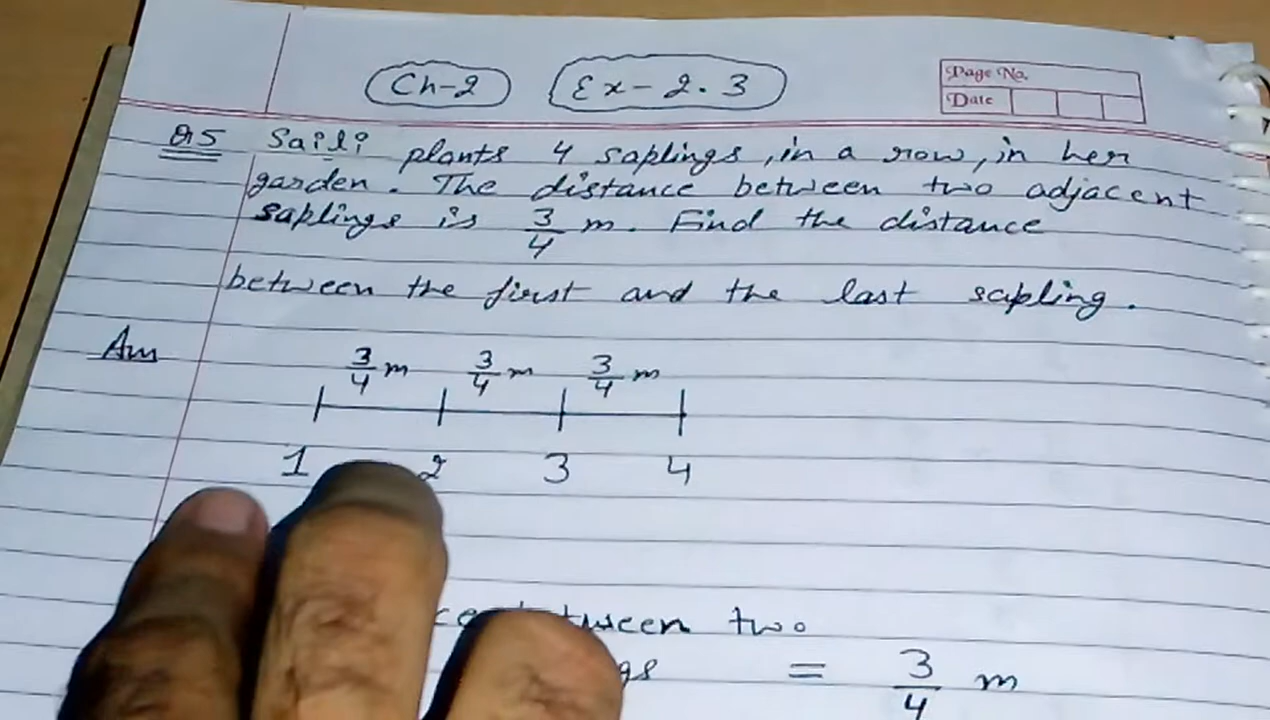 Ch-2 Ex-2.3
Page No.
Date
Q5 Saili plants 4 saplings, in a row, in her
garden. The distance between two adjacent
saplings is 3/4 m. Find the distance
between the first and the last sapling.
Ans
3/4 m 3/4 m 3/4 m
1 2 3 4
tween two
gs = 3/4 m